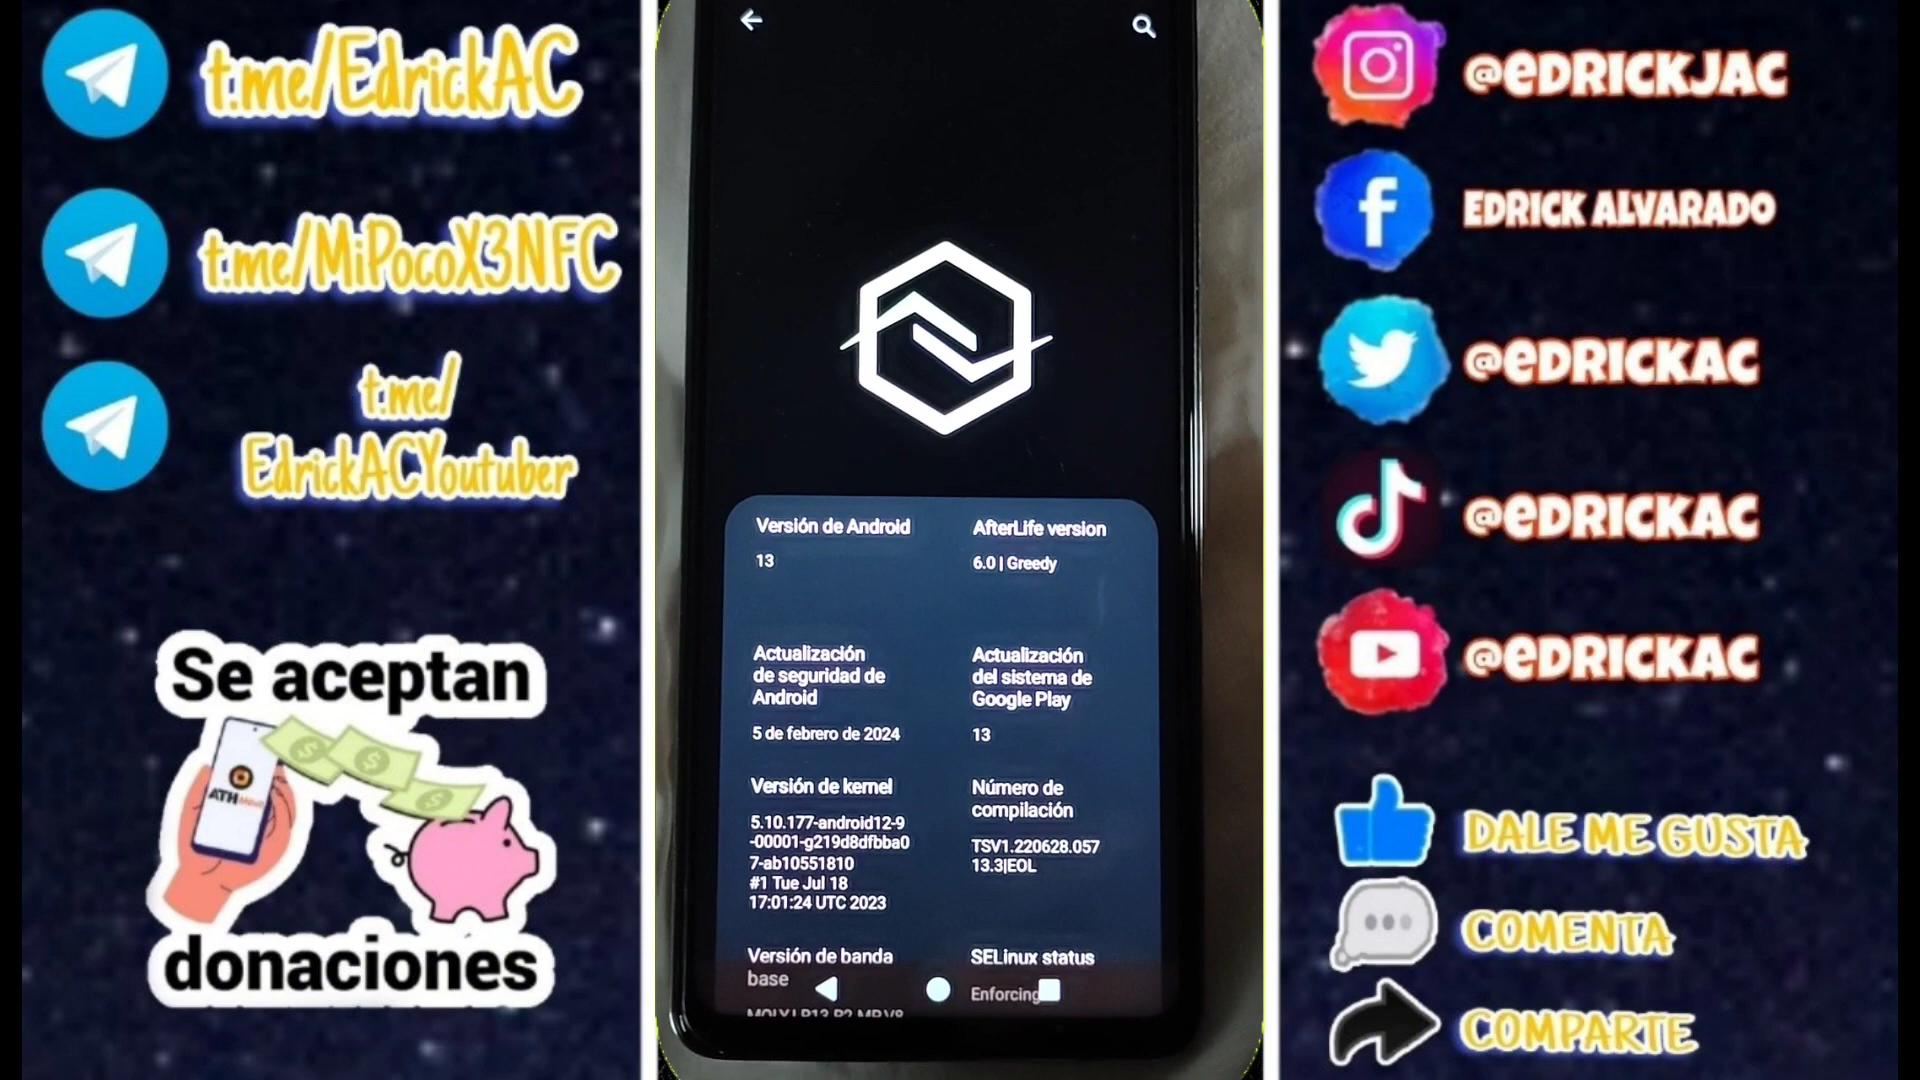 t.me/EdrickAC
t.me/MiPocoX3NFC
t.me/
EdrickACYoutuber
Se aceptan
ATH
donaciones
Versión de Android
13
AfterLife version
6.0 | Greedy
Actualización
de seguridad de
Android
5 de febrero de 2024
Actualización
del sistema de
Google Play
13
Versión de kernel
5.10.177-android12-9
-00001-g219d8dfbba0
7-ab10551810
#1 Tue Jul 18
17:01:24 UTC 2023
Número de
compilación
TSV1.220628.057
13.3|EOL
Versión de banda
base
SELinux status
Enforcing
@EDRICKJAC
EDRICK ALVARADO
@EDRICKAC
@EDRICKAC
@EDRICKAC
DALE ME GUSTA
COMENTA
COMPARTE